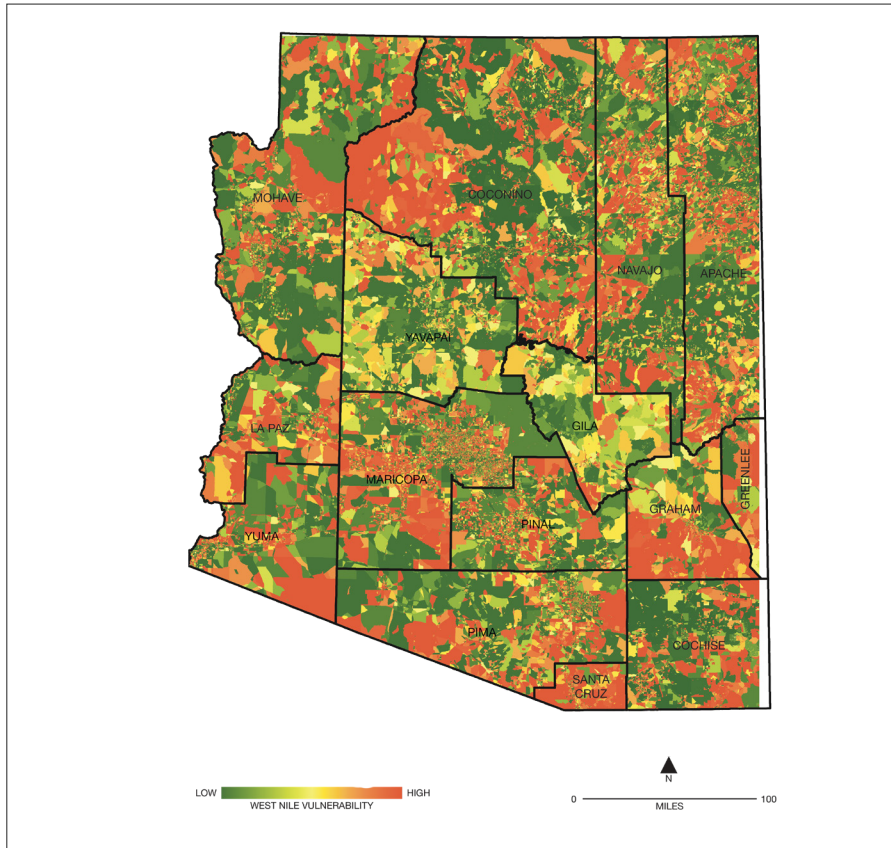 MOHAVE
COCONINO
NAVAJO
APACHE
YAVAPAI
LA PAZ
GILA
MARICOPA
GREENLEE
GRAHAM
PINAL
YUMA
PIMA
COCHISE
SANTA
CRUZ
LOW
HIGH
WEST NILE VULNERABILITY
N
0
100
MILES